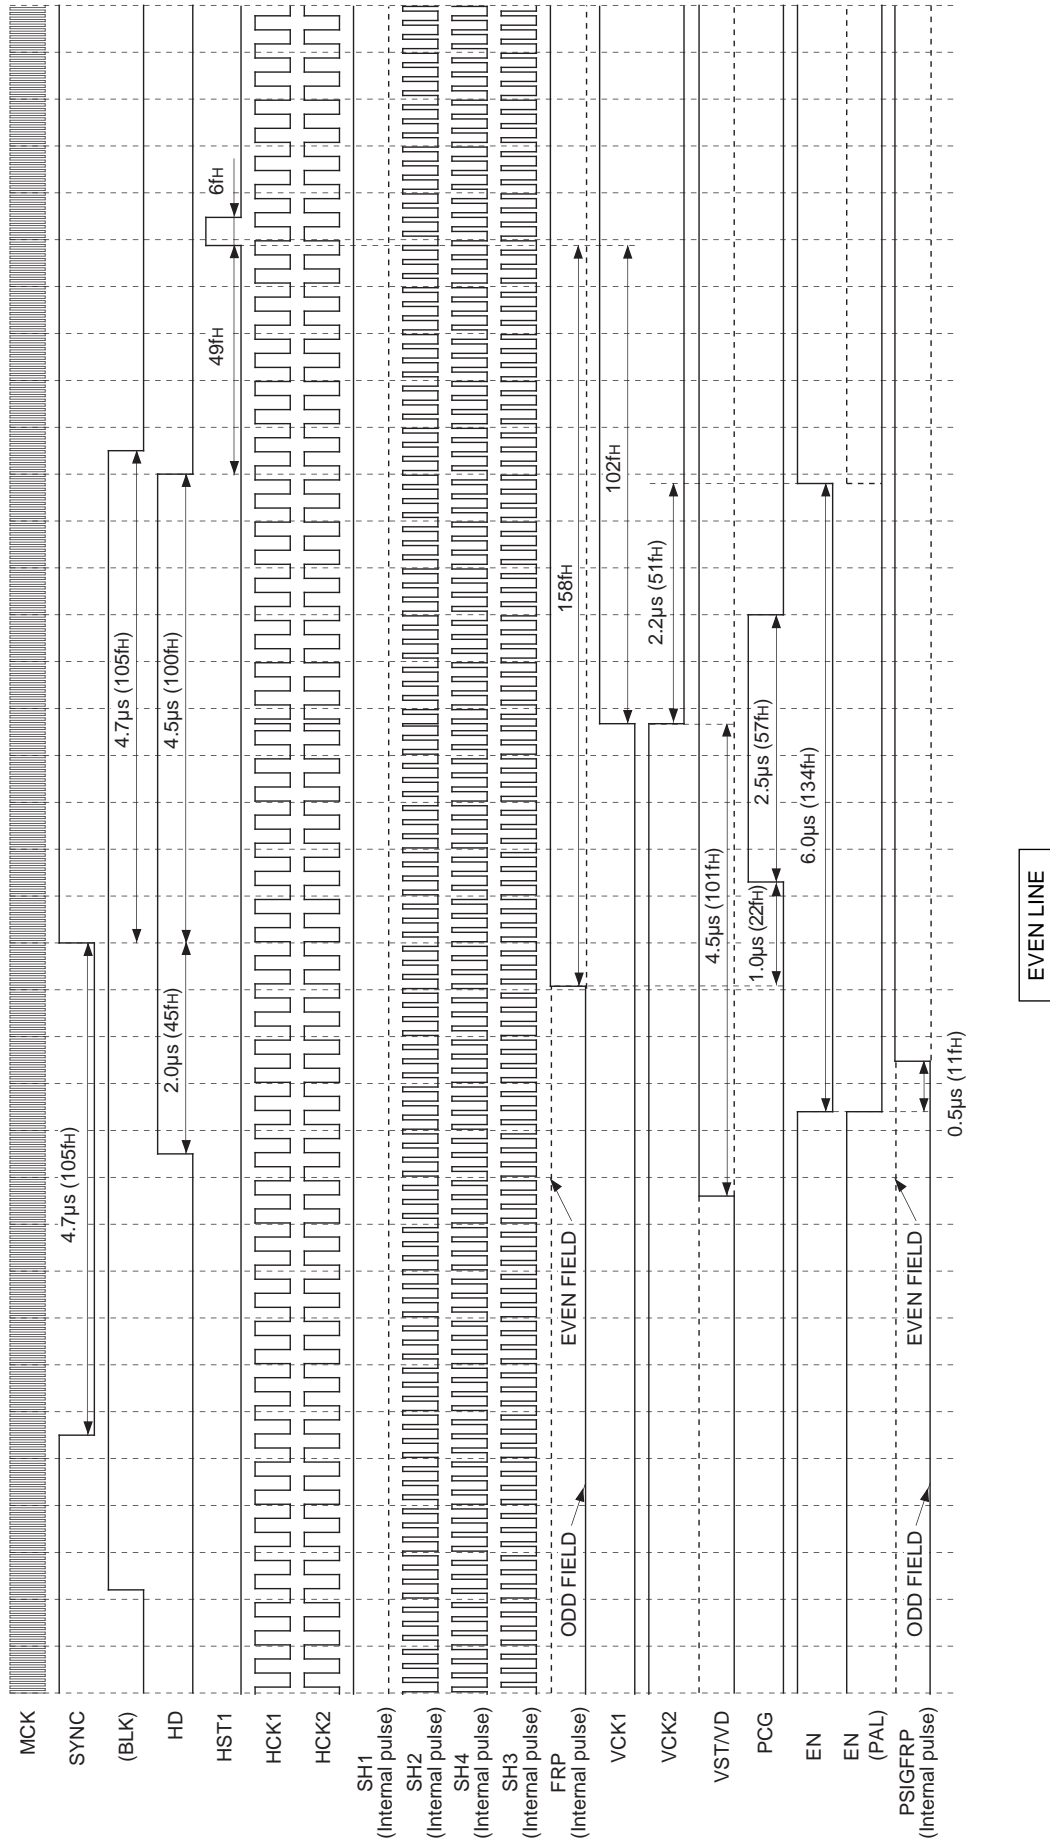 MCK
SYNC
(BLK)
HD
HST1
HCK1
HCK2
SH1
(Internal pulse)
SH2
(Internal pulse)
SH4
(Internal pulse)
SH3
(Internal pulse)
FRP
(Internal pulse)
VCK1
VCK2
VST/VD
PCG
EN
EN
(PAL)
PSIGFRP
(Internal pulse)
4.7µs (105fH)
4.7µs (105fH)
2.0µs (45fH)
4.5µs (100fH)
49fH
6fH
ODD FIELD
EVEN FIELD
158fH
102fH
2.2µs (51fH)
4.5µs (101fH)
1.0µs (22fH)
2.5µs (57fH)
6.0µs (134fH)
ODD FIELD
EVEN FIELD
0.5µs (11fH)
EVEN LINE